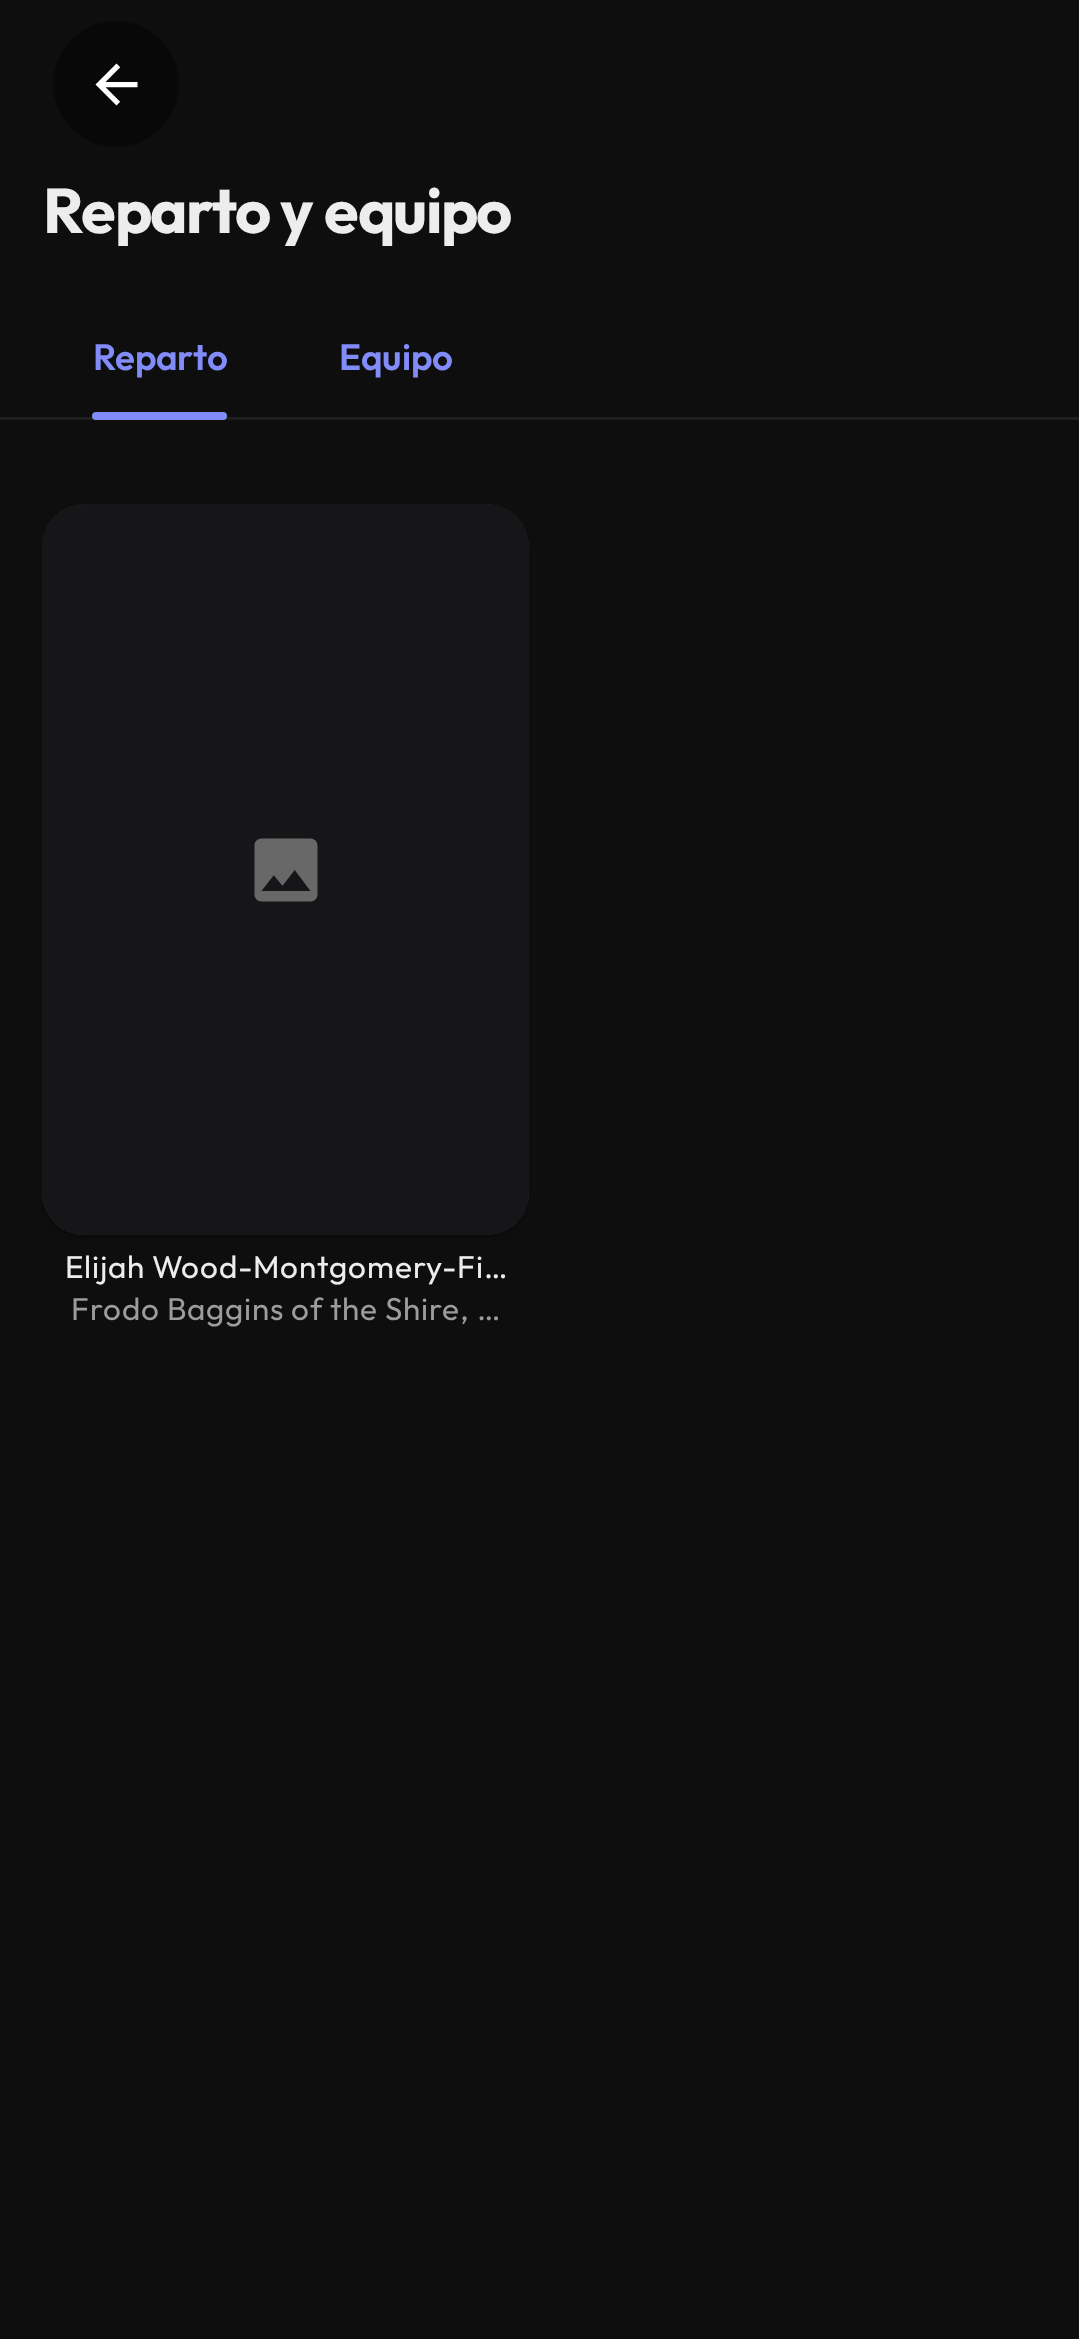 Reparto y equipo
Reparto
Equipo
Elijah Wood-Montgomery-Fi…
Frodo Baggins of the Shire, …